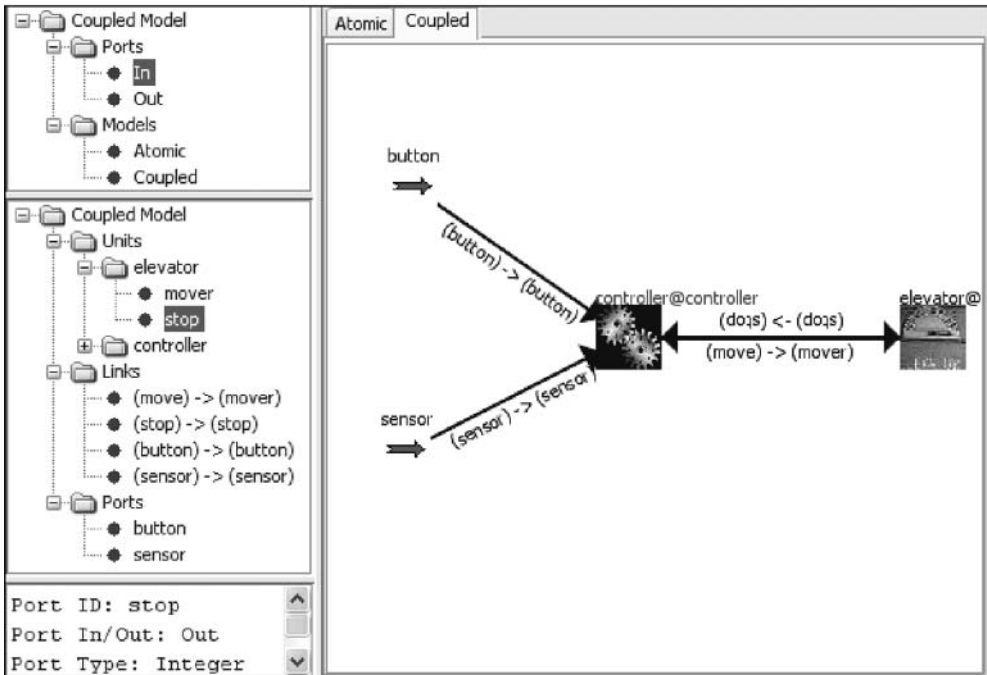 Coupled Model
Ports
In
Out
Models
Atomic
Coupled
Coupled Model
Units
elevator
mover
stop
controller
Links
(move) -> (mover)
(stop) -> (stop)
(button) -> (button)
(sensor) -> (sensor)
Ports
button
sensor
Port ID: stop
Port In/Out: Out
Port Type: Integer
Atomic
Coupled
button
(button) -> (button)
controller@controller
elevator@
(stop) <- (stop)
(move) -> (mover)
sensor
(sensor) -> (sensor)